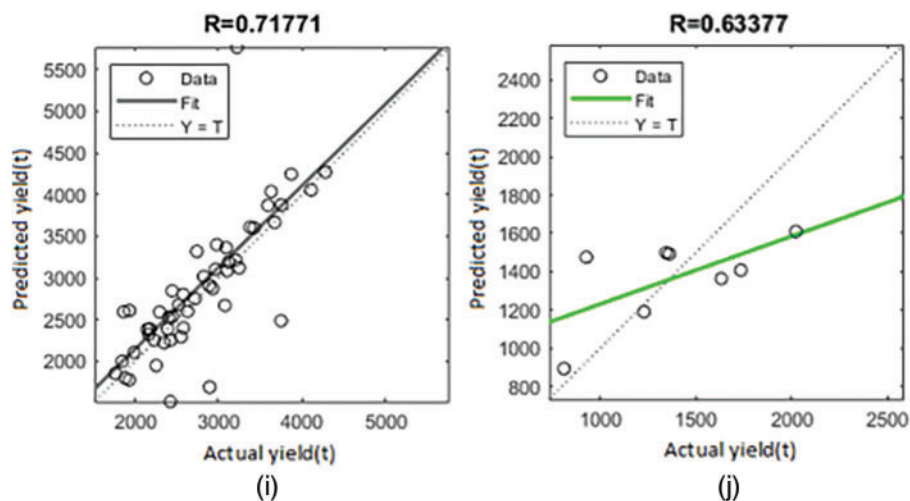 R=0.71771
Predicted yield(t)
5500
5000
4500
4000
3500
3000
2500
2000
Data
Fit
Y = T
2000 3000 4000 5000
Actual yield(t)
(i)
R=0.63377
Predicted yield(t)
2400
2200
2000
1800
1600
1400
1200
1000
800
Data
Fit
Y = T
1000 1500 2000 2500
Actual yield(t)
(j)